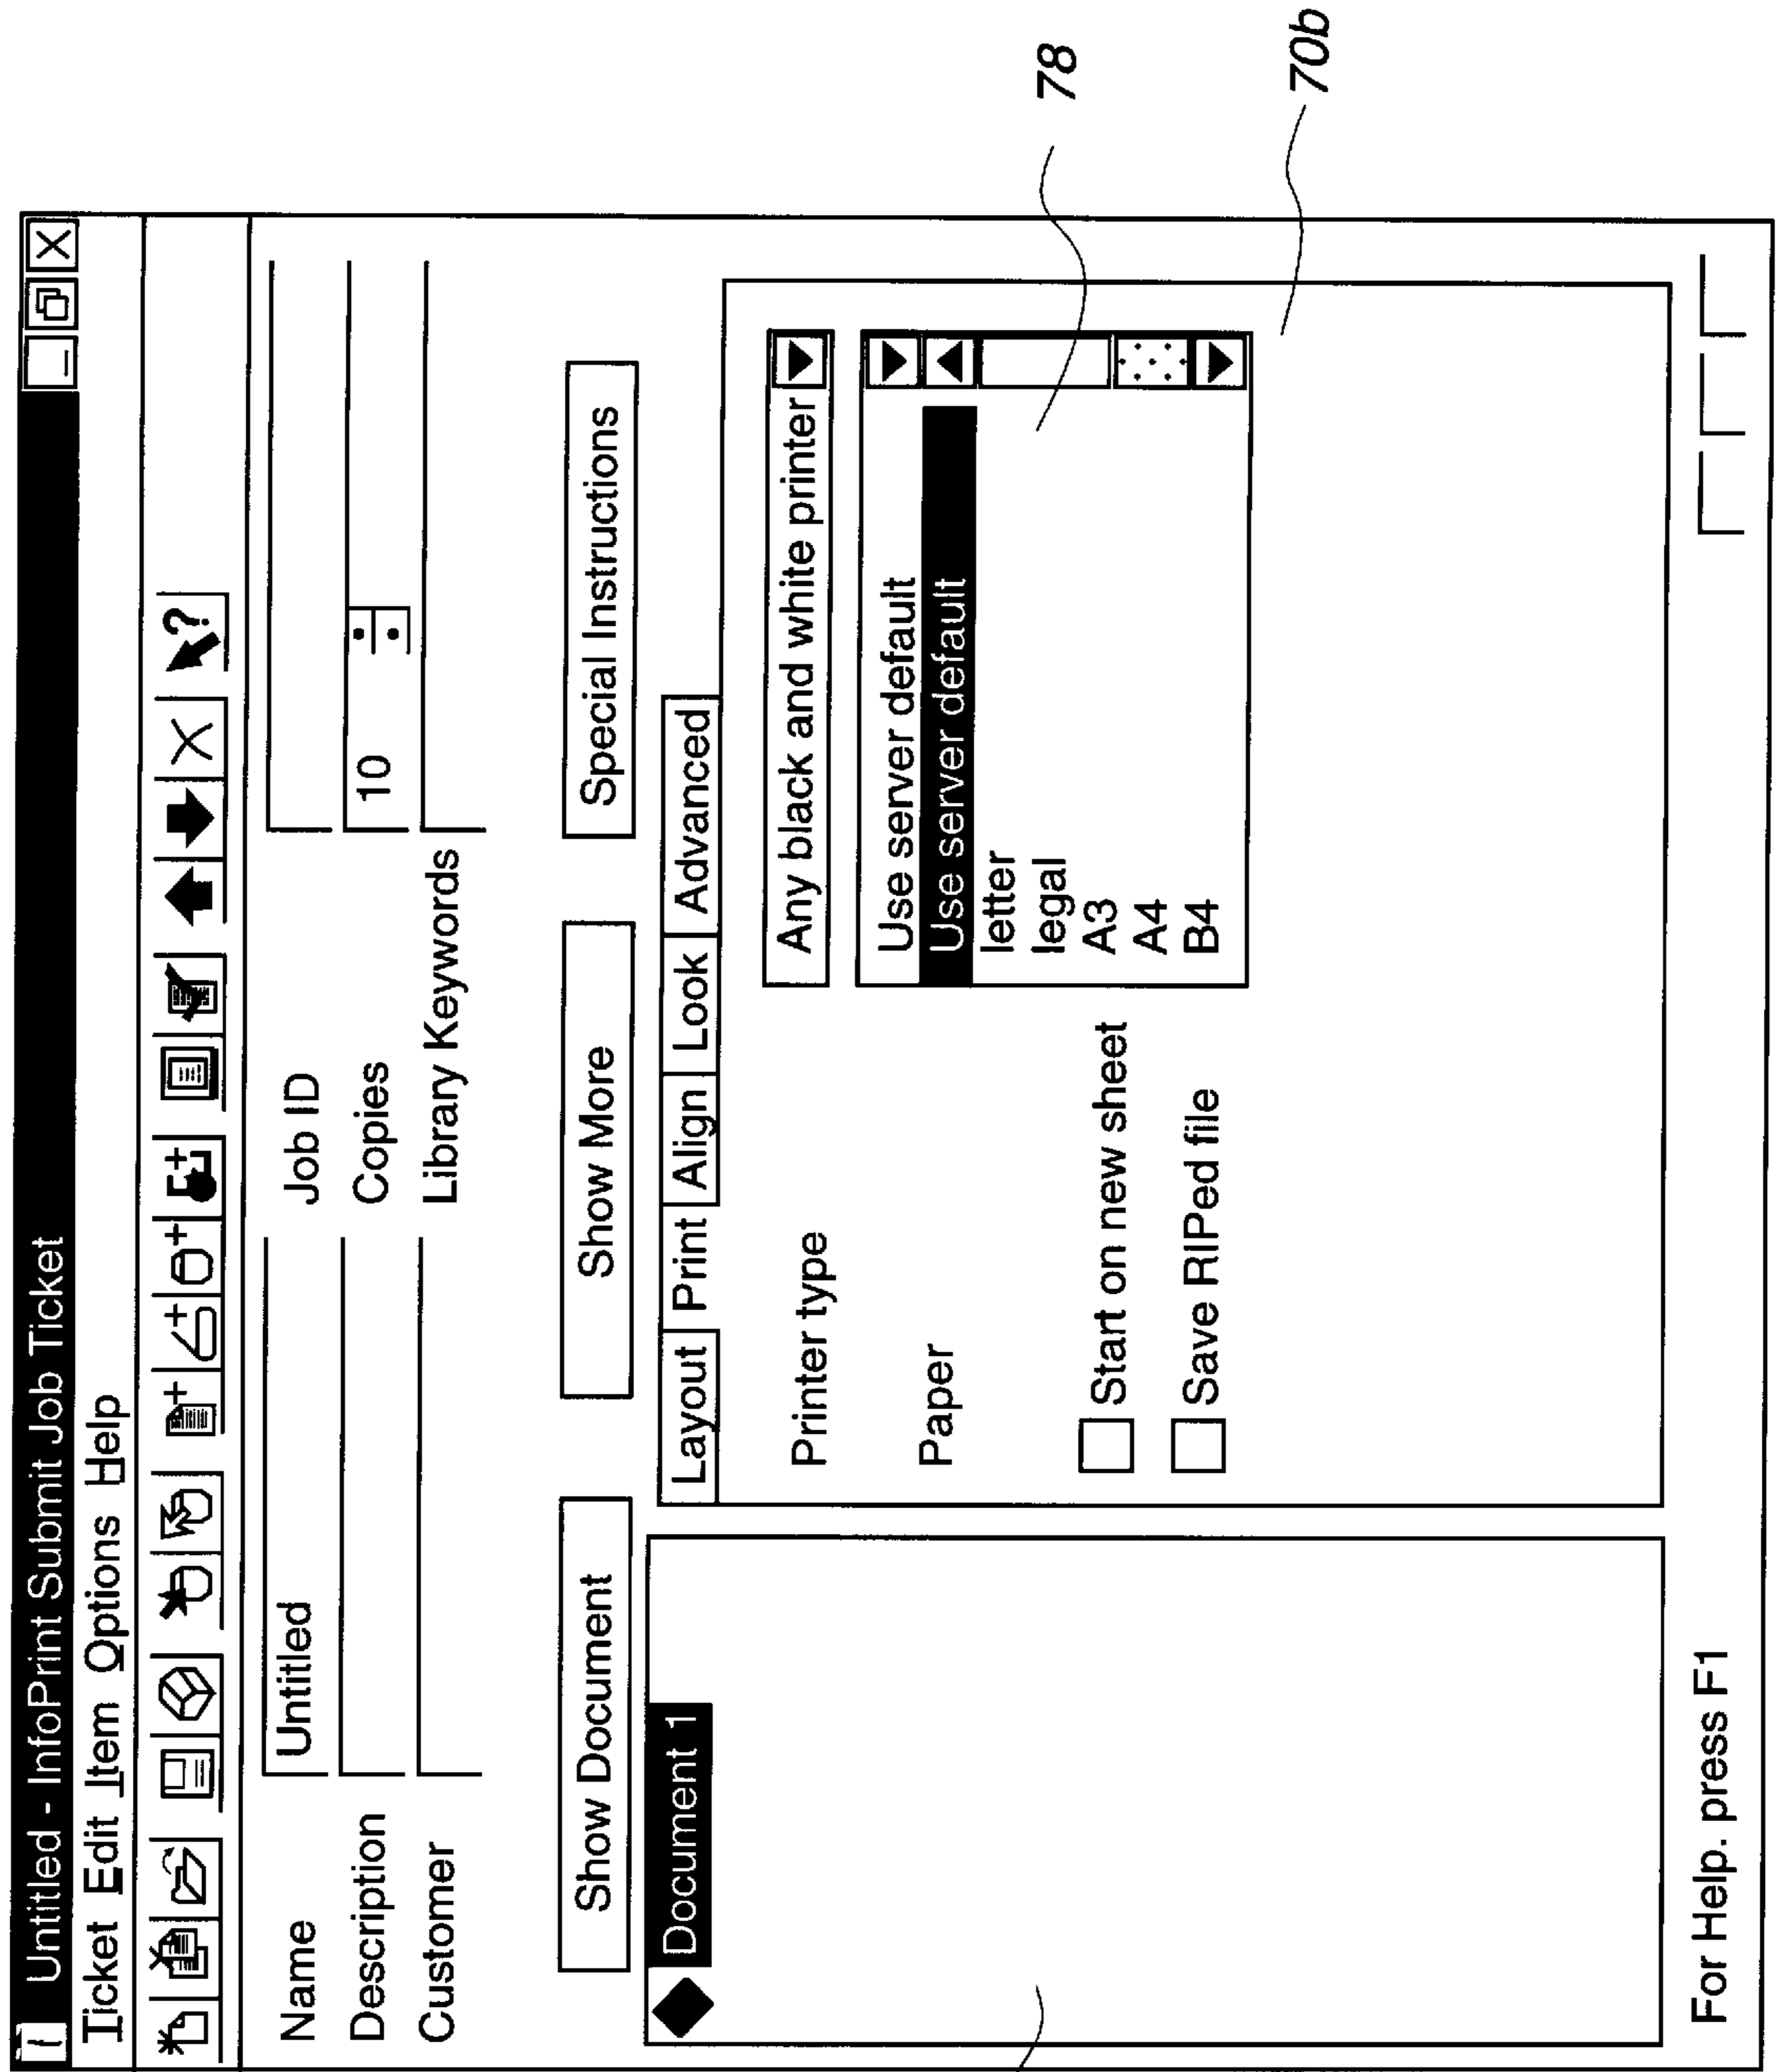 Untitled - InfoPrint Submit Job Ticket
Ticket Edit Item Options Help
Name Untitled Job ID
Description Copies 10
Customer Library Keywords
Show Document Show More Special Instructions
Document 1
Layout Print Align Look Advanced
Printer type Any black and white printer
Paper Use server default
Use server default
letter
legal
A3
A4
B4
Start on new sheet
Save RIPed file
For Help. press F1
78
70b